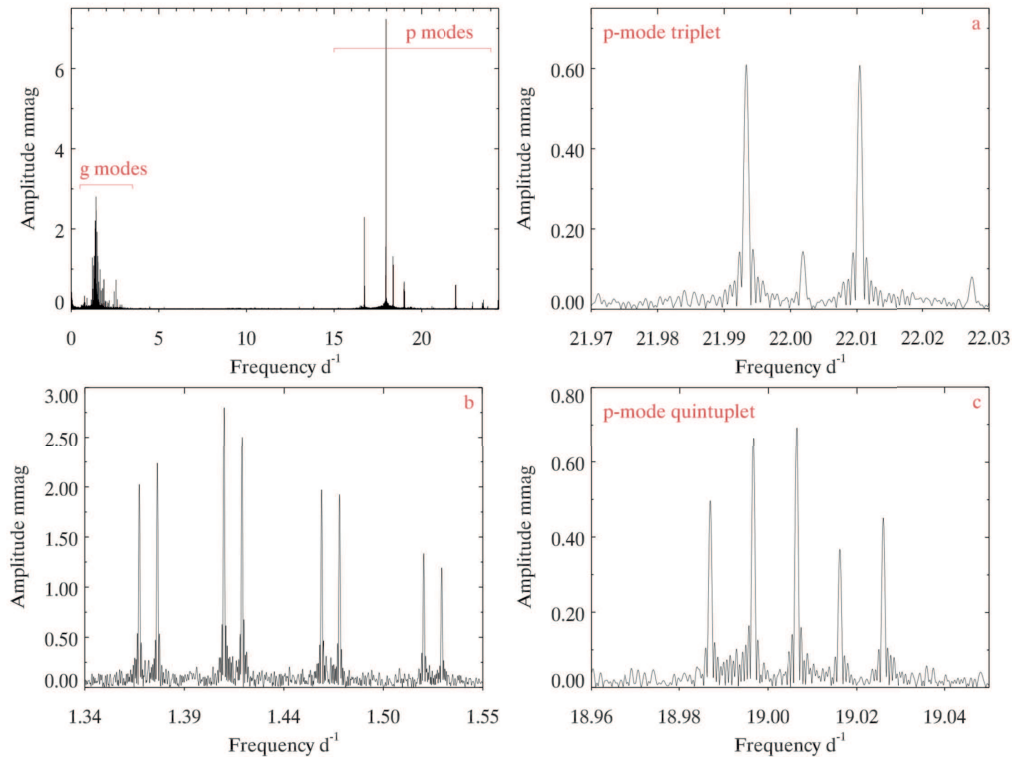 p modes
g modes
Amplitude mmag
6
4
2
0
0
5
10
15
20
Frequency d⁻¹
a
p-mode triplet
Amplitude mmag
0.60
0.40
0.20
0.00
21.97
21.98
21.99
22.00
22.01
22.02
22.03
Frequency d⁻¹
b
Amplitude mmag
3.00
2.50
2.00
1.50
1.00
0.50
0.00
1.34
1.39
1.44
1.50
1.55
Frequency d⁻¹
c
p-mode quintuplet
Amplitude mmag
0.80
0.60
0.40
0.20
0.00
18.96
18.98
19.00
19.02
19.04
Frequency d⁻¹